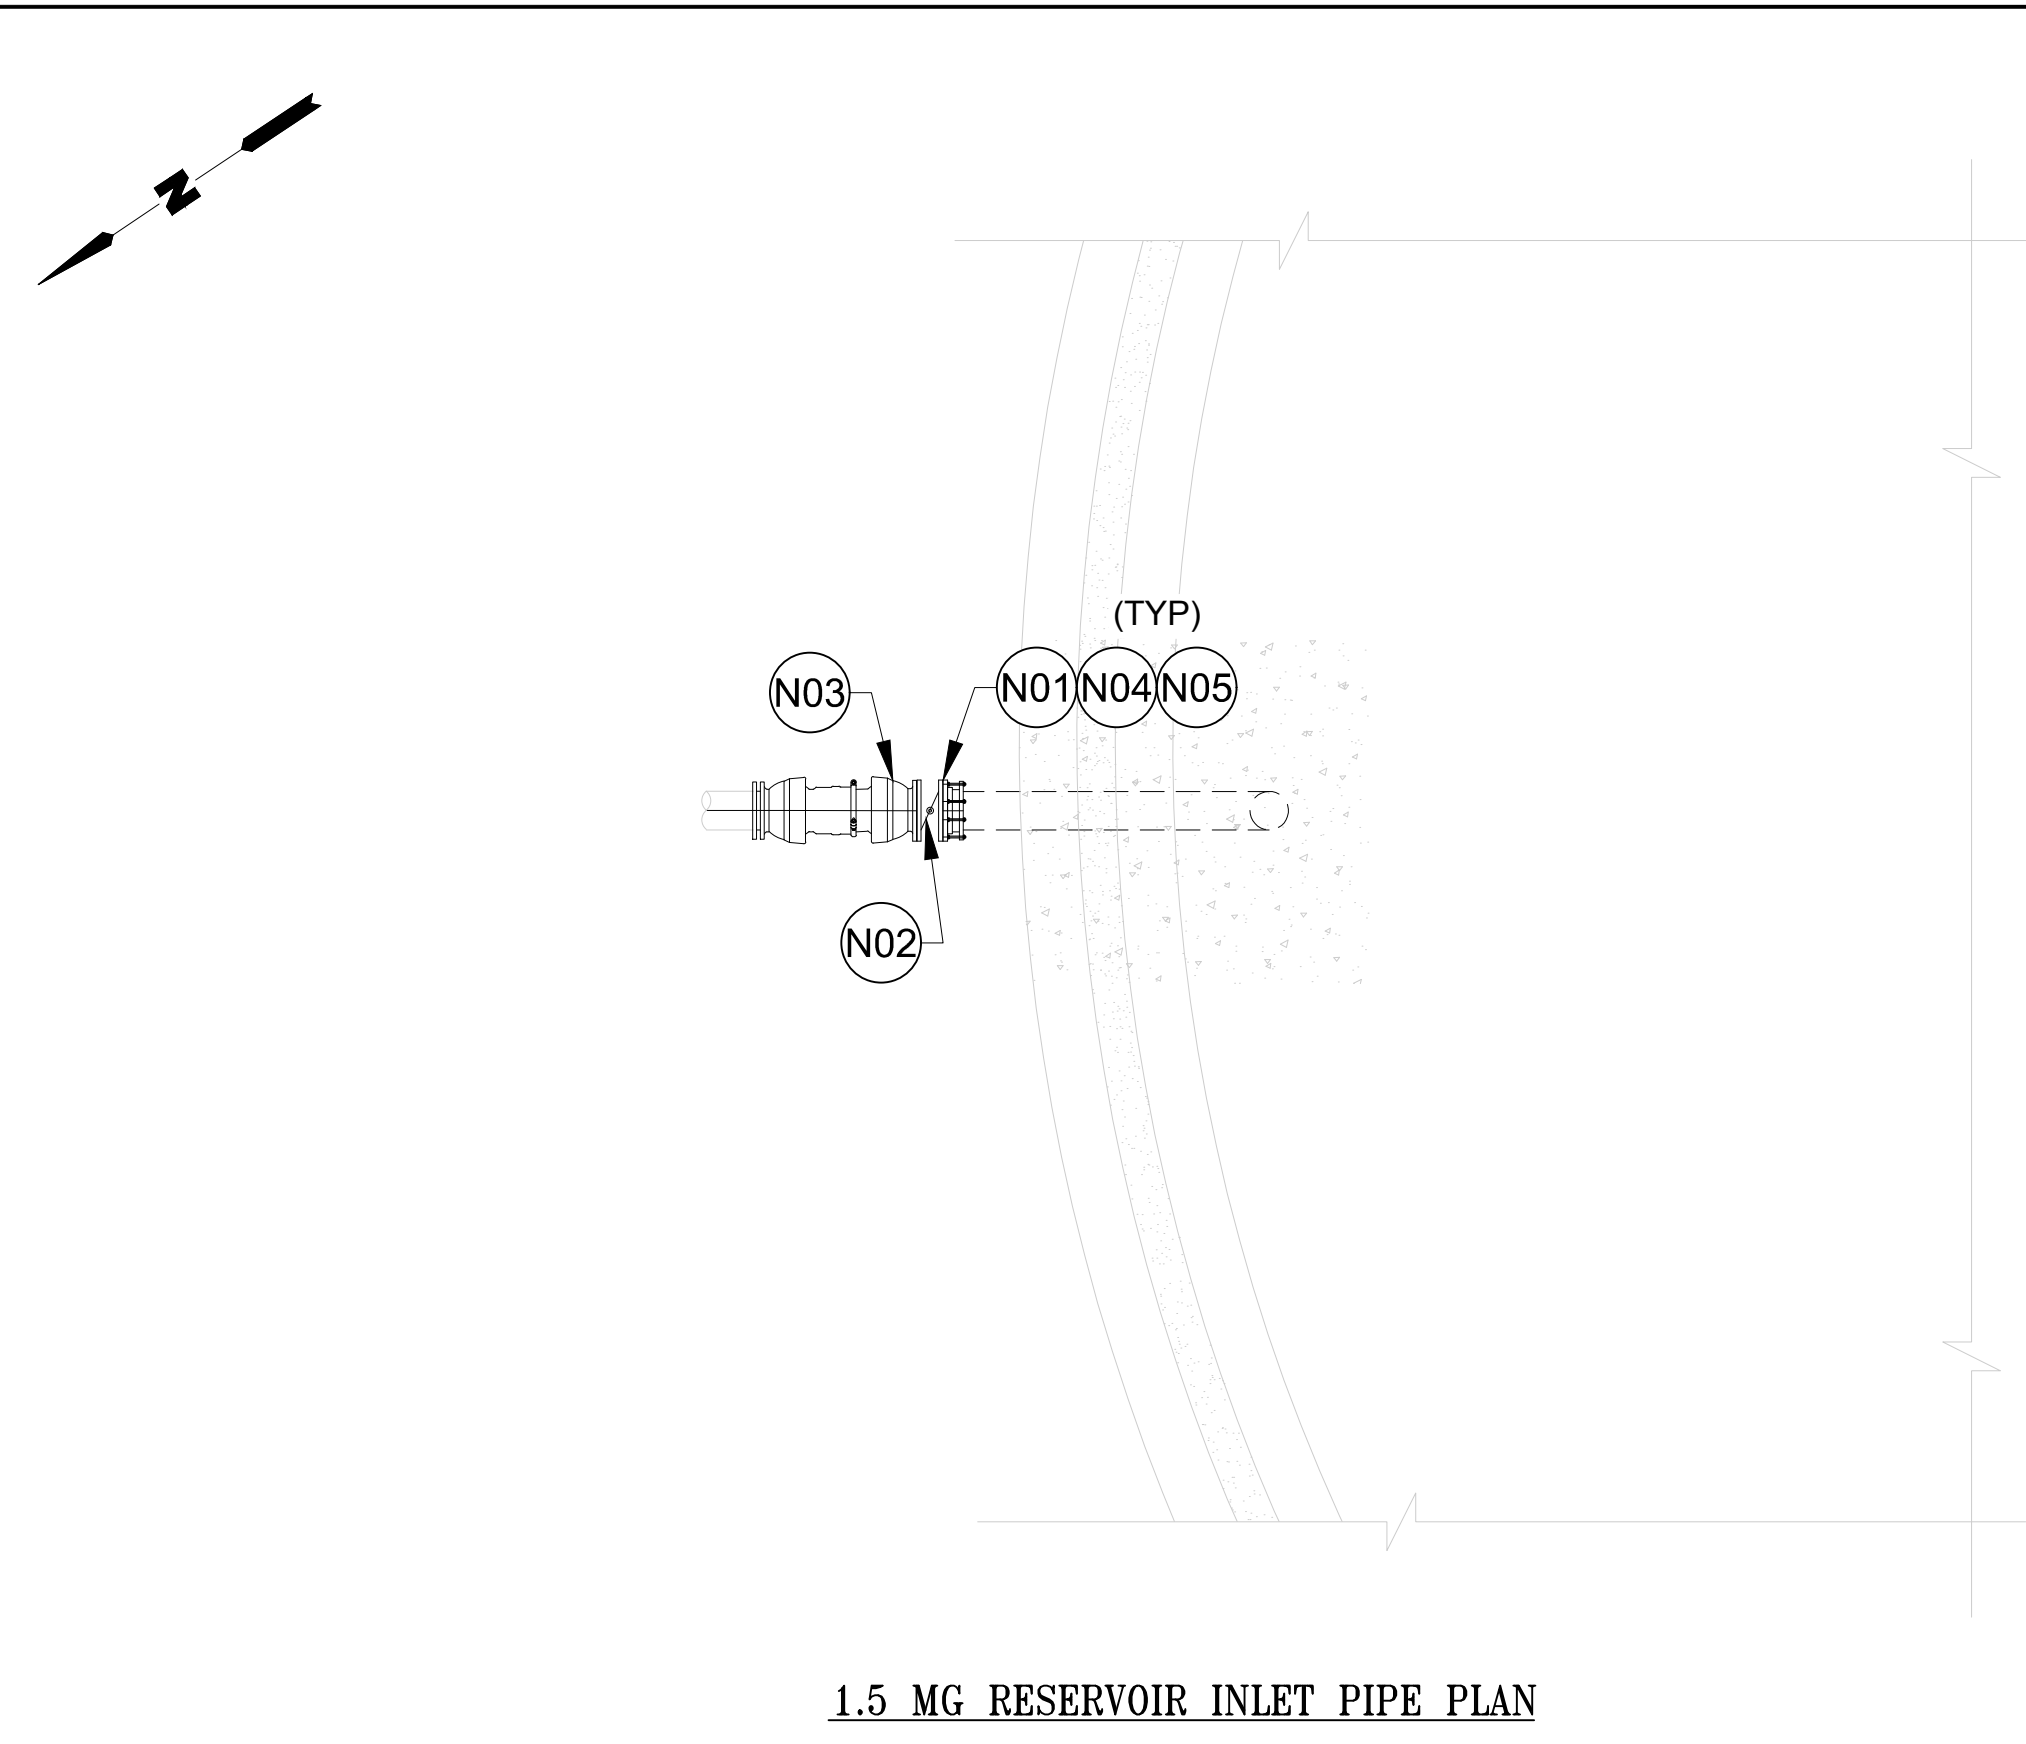 N
(TYP)
N03
N01 N04 N05
N02
1.5 MG RESERVOIR INLET PIPE PLAN